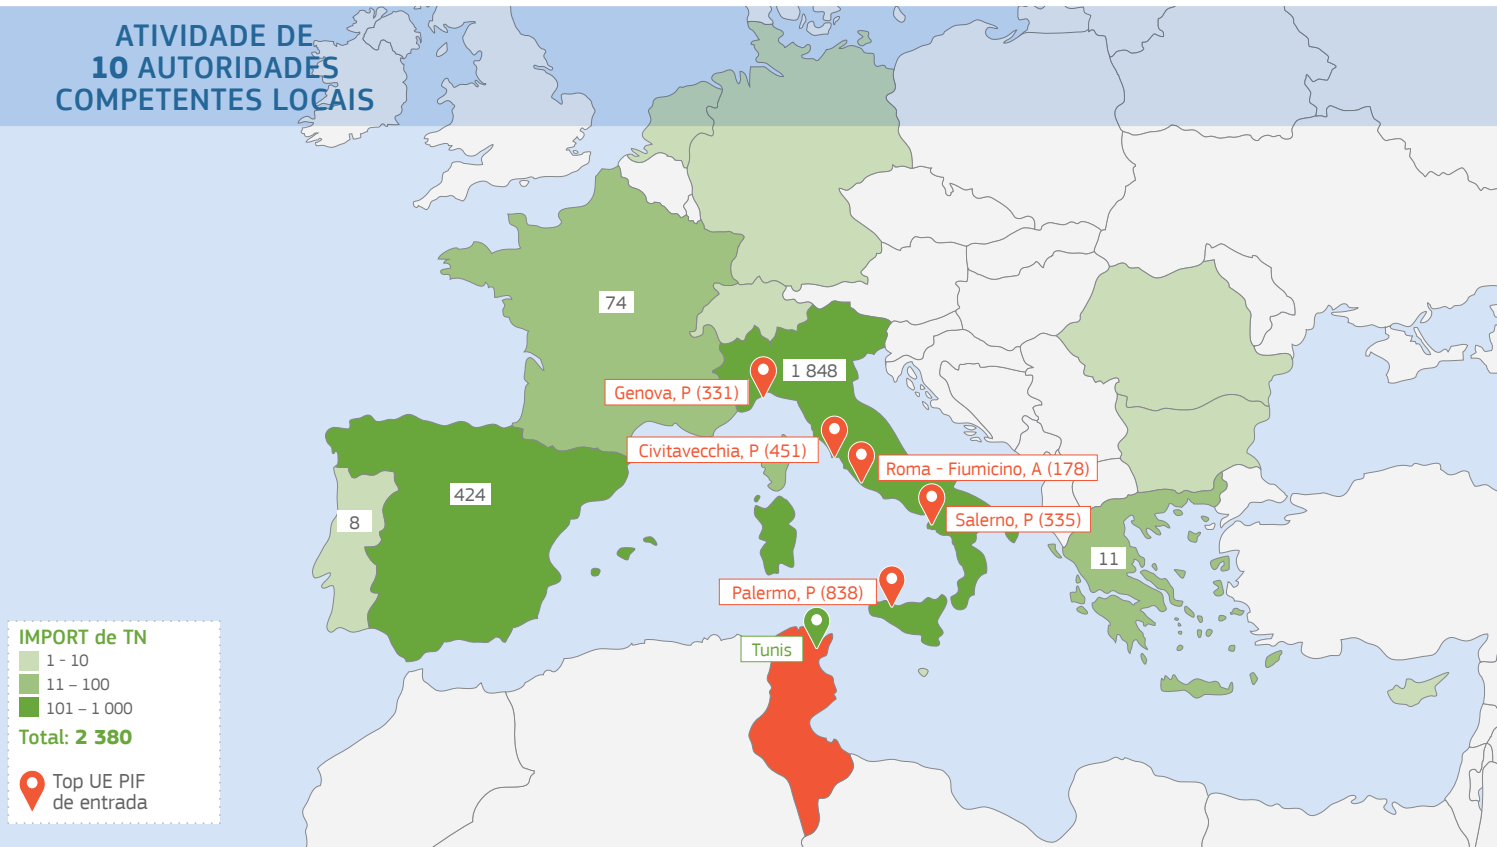 ATIVIDADE DE
10 AUTORIDADES
COMPETENTES LOCAIS
74
1 848
Genova, P (331)
Civitavecchia, P (451)
Roma - Fiumicino, A (178)
424
8
Salerno, P (335)
11
Palermo, P (838)
Tunis
IMPORT de TN
1 - 10
11 – 100
101 – 1 000
Total: 2 380
Top UE PIF
de entrada